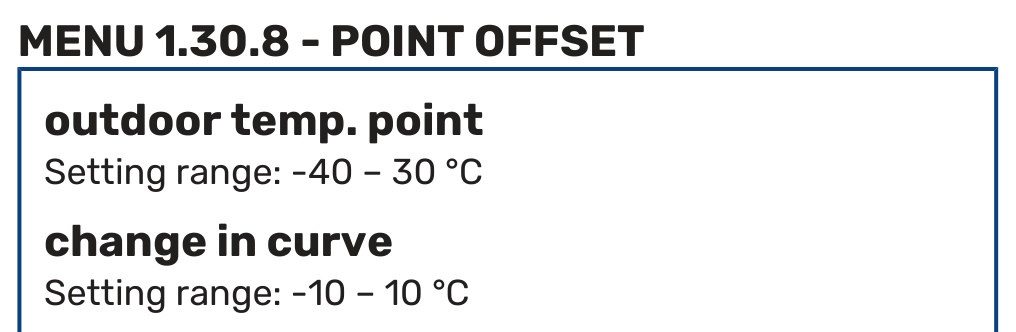 MENU 1.30.8 - POINT OFFSET
outdoor temp. point
Setting range: -40 – 30 °C
change in curve
Setting range: -10 – 10 °C